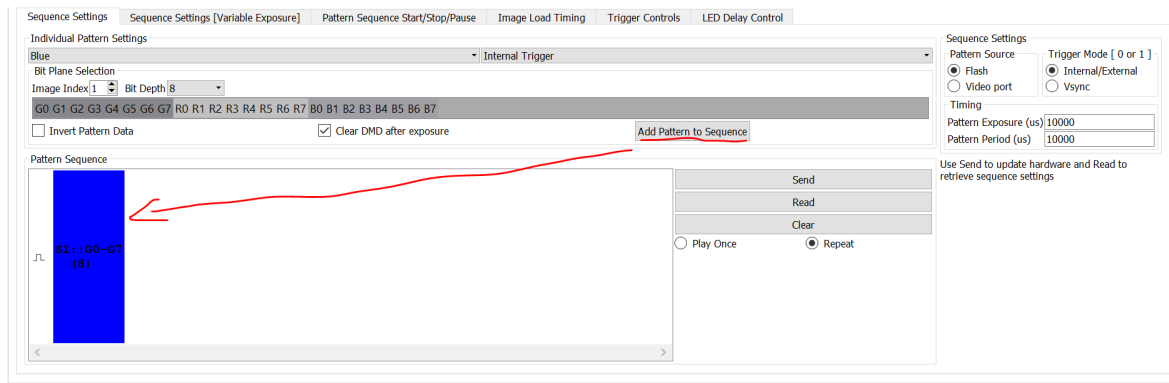 Sequence Settings Sequence Settings [Variable Exposure] Pattern Sequence Start/Stop/Pause Image Load Timing Trigger Controls LED Delay Control
Individual Pattern Settings
Blue Internal Trigger
Bit Plane Selection
Image Index 1 Bit Depth 8
G0 G1 G2 G3 G4 G5 G6 G7 R0 R1 R2 R3 R4 R5 R6 R7 B0 B1 B2 B3 B4 B5 B6 B7
Invert Pattern Data Clear DMD after exposure Add Pattern to Sequence
Sequence Settings
Pattern Source Trigger Mode [ 0 or 1 ]
Flash Internal/External
Video port Vsync
Timing
Pattern Exposure (us) 10000
Pattern Period (us) 10000
Use Send to update hardware and Read to
retrieve sequence settings
Pattern Sequence
S1::G0-G7
(8)
Send
Read
Clear
Play Once Repeat